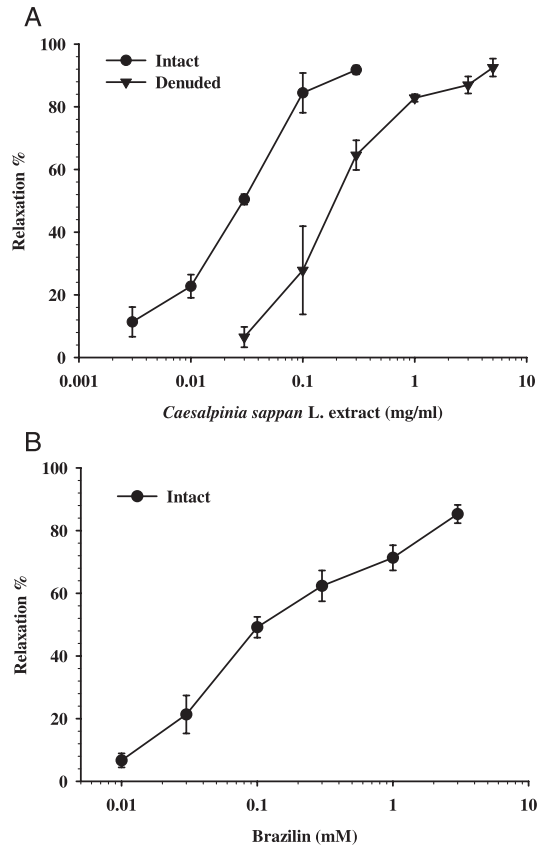 A
100
80
60
40
20
0
Relaxation %
Intact
Denuded
0.001
0.01
0.1
1
10
Caesalpinia sappan L. extract (mg/ml)
B
100
80
60
40
20
0
Relaxation %
Intact
0.01
0.1
1
10
Brazilin (mM)